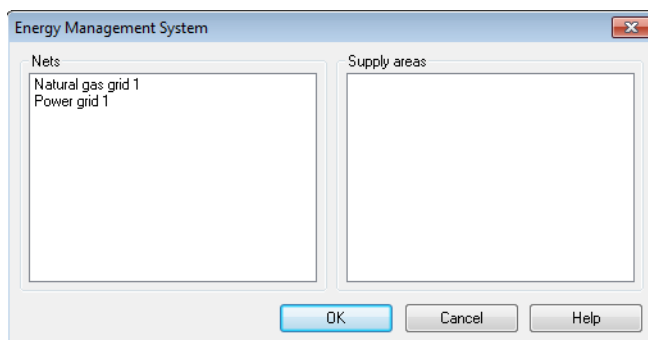 Energy Management System
Nets
Supply areas
Natural gas grid 1
Power grid 1
OK
Cancel
Help